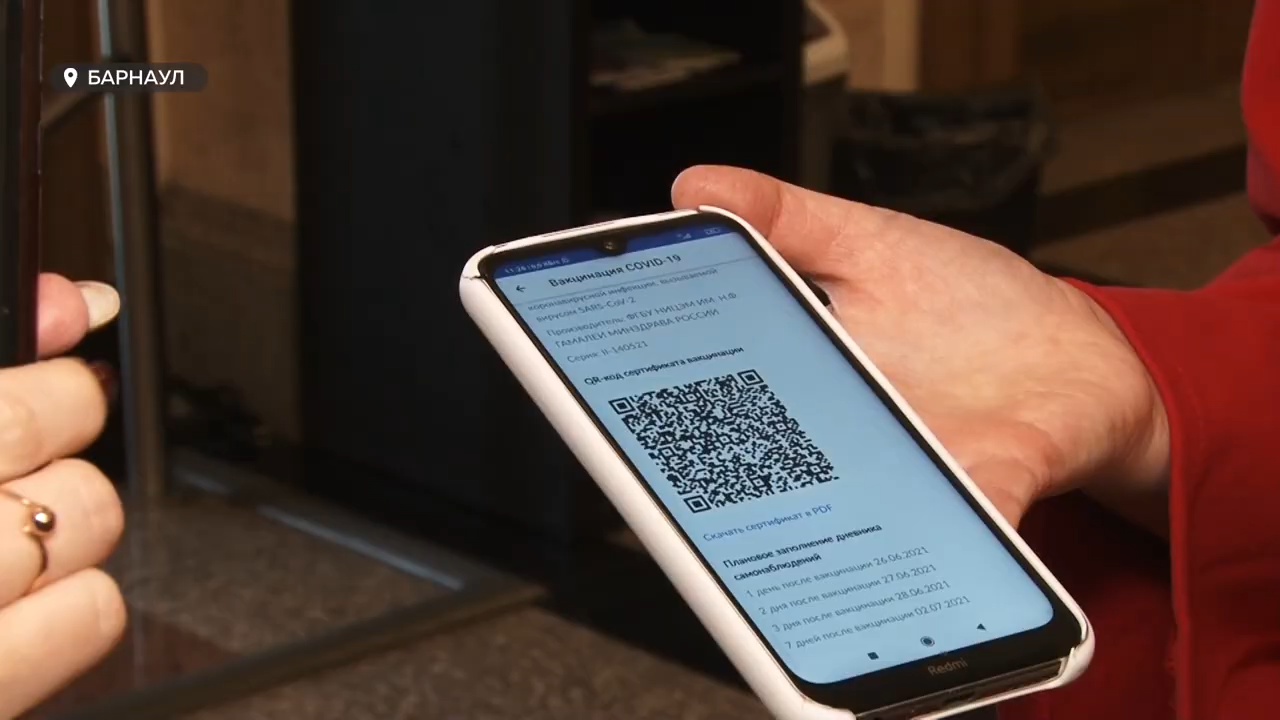 БАРНАУЛ
Вакцинация COVID-19
коронавирусной инфекции, вызываемой
вирусом SARS-CoV-2
Производитель: ФГБУ НИЦЭМ ИМ. Н.Ф.
ГАМАЛЕИ МИНЗДРАВА РОССИИ
Серия: II-140521
QR-код сертификата вакцинации
Скачать сертификат в PDF
Плановое заполнение дневника
самонаблюдений
1 день после вакцинации 26.06.2021
2 дня после вакцинации 27.06.2021
3 дня после вакцинации 28.06.2021
7 дней после вакцинации 02.07.2021
Redmi